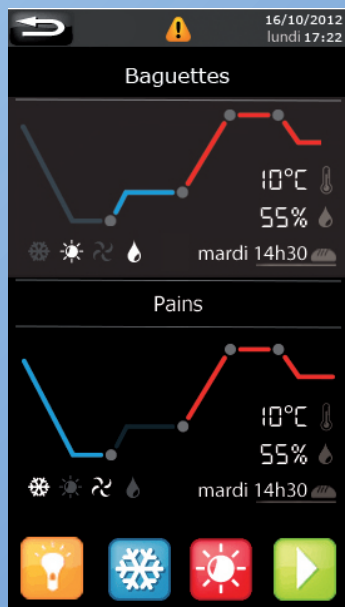 16/10/2012
lundi 17:22
Baguettes
10°C
55%
mardi 14h30
Pains
10°C
55%
mardi 14h30